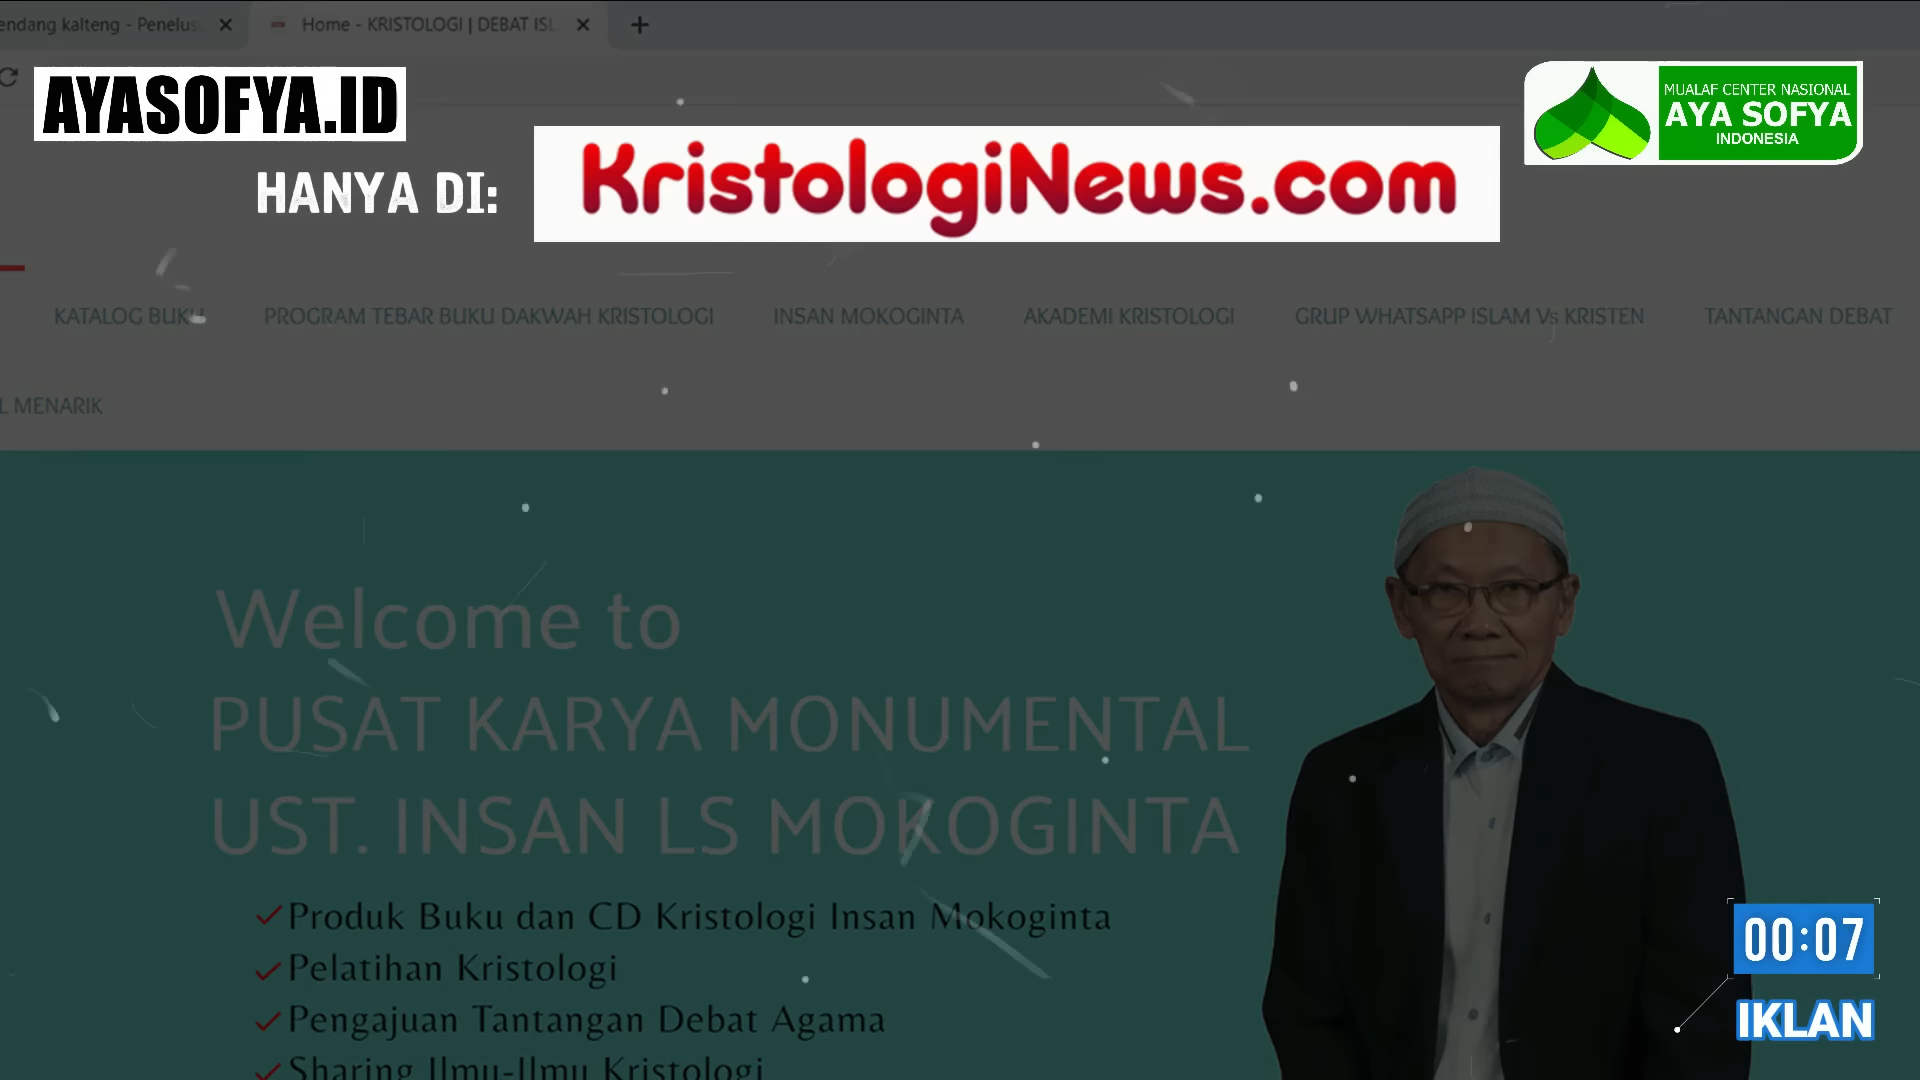 endang kalteng - Penelus
Home - KRISTOLOGI | DEBAT ISL
AYASOFYA.ID
MUALAF CENTER NASIONAL
AYA SOFYA
INDONESIA
HANYA DI:
KristologiNews.com
KATALOG BUKU
PROGRAM TEBAR BUKU DAKWAH KRISTOLOGI
INSAN MOKOGINTA
AKADEMI KRISTOLOGI
GRUP WHATSAPP ISLAM Vs KRISTEN
TANTANGAN DEBAT
L MENARIK
Welcome to
PUSAT KARYA MONUMENTAL
UST. INSAN LS MOKOGINTA
Produk Buku dan CD Kristologi Insan Mokoginta
Pelatihan Kristologi
Pengajuan Tantangan Debat Agama
Sharing Ilmu-Ilmu Kristologi
00:07
IKLAN